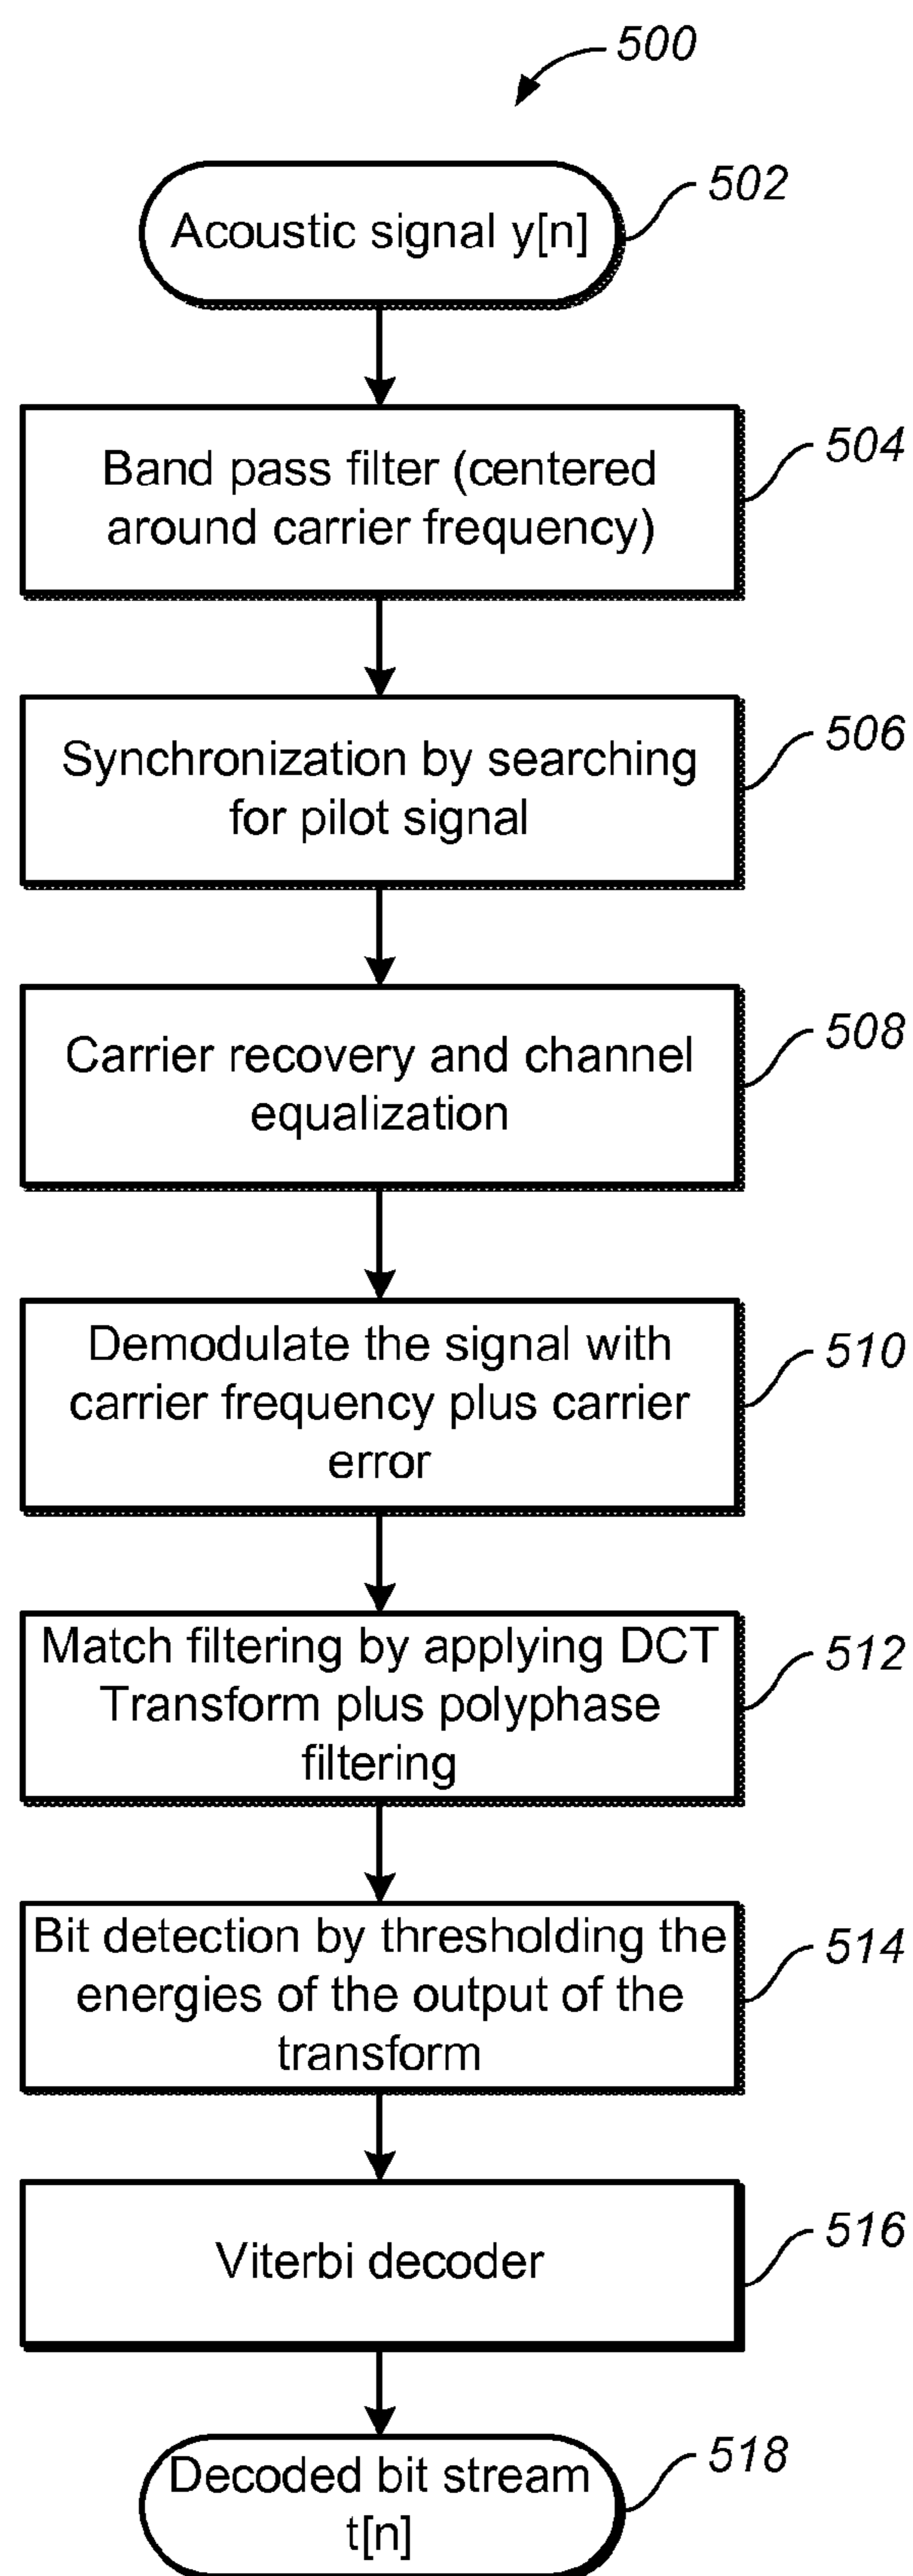 500
Acoustic signal y[n]
502
Band pass filter (centered
around carrier frequency)
504
Synchronization by searching
for pilot signal
506
Carrier recovery and channel
equalization
508
Demodulate the signal with
carrier frequency plus carrier
error
510
Match filtering by applying DCT
Transform plus polyphase
filtering
512
Bit detection by thresholding the
energies of the output of the
transform
514
Viterbi decoder
516
Decoded bit stream
t[n]
518